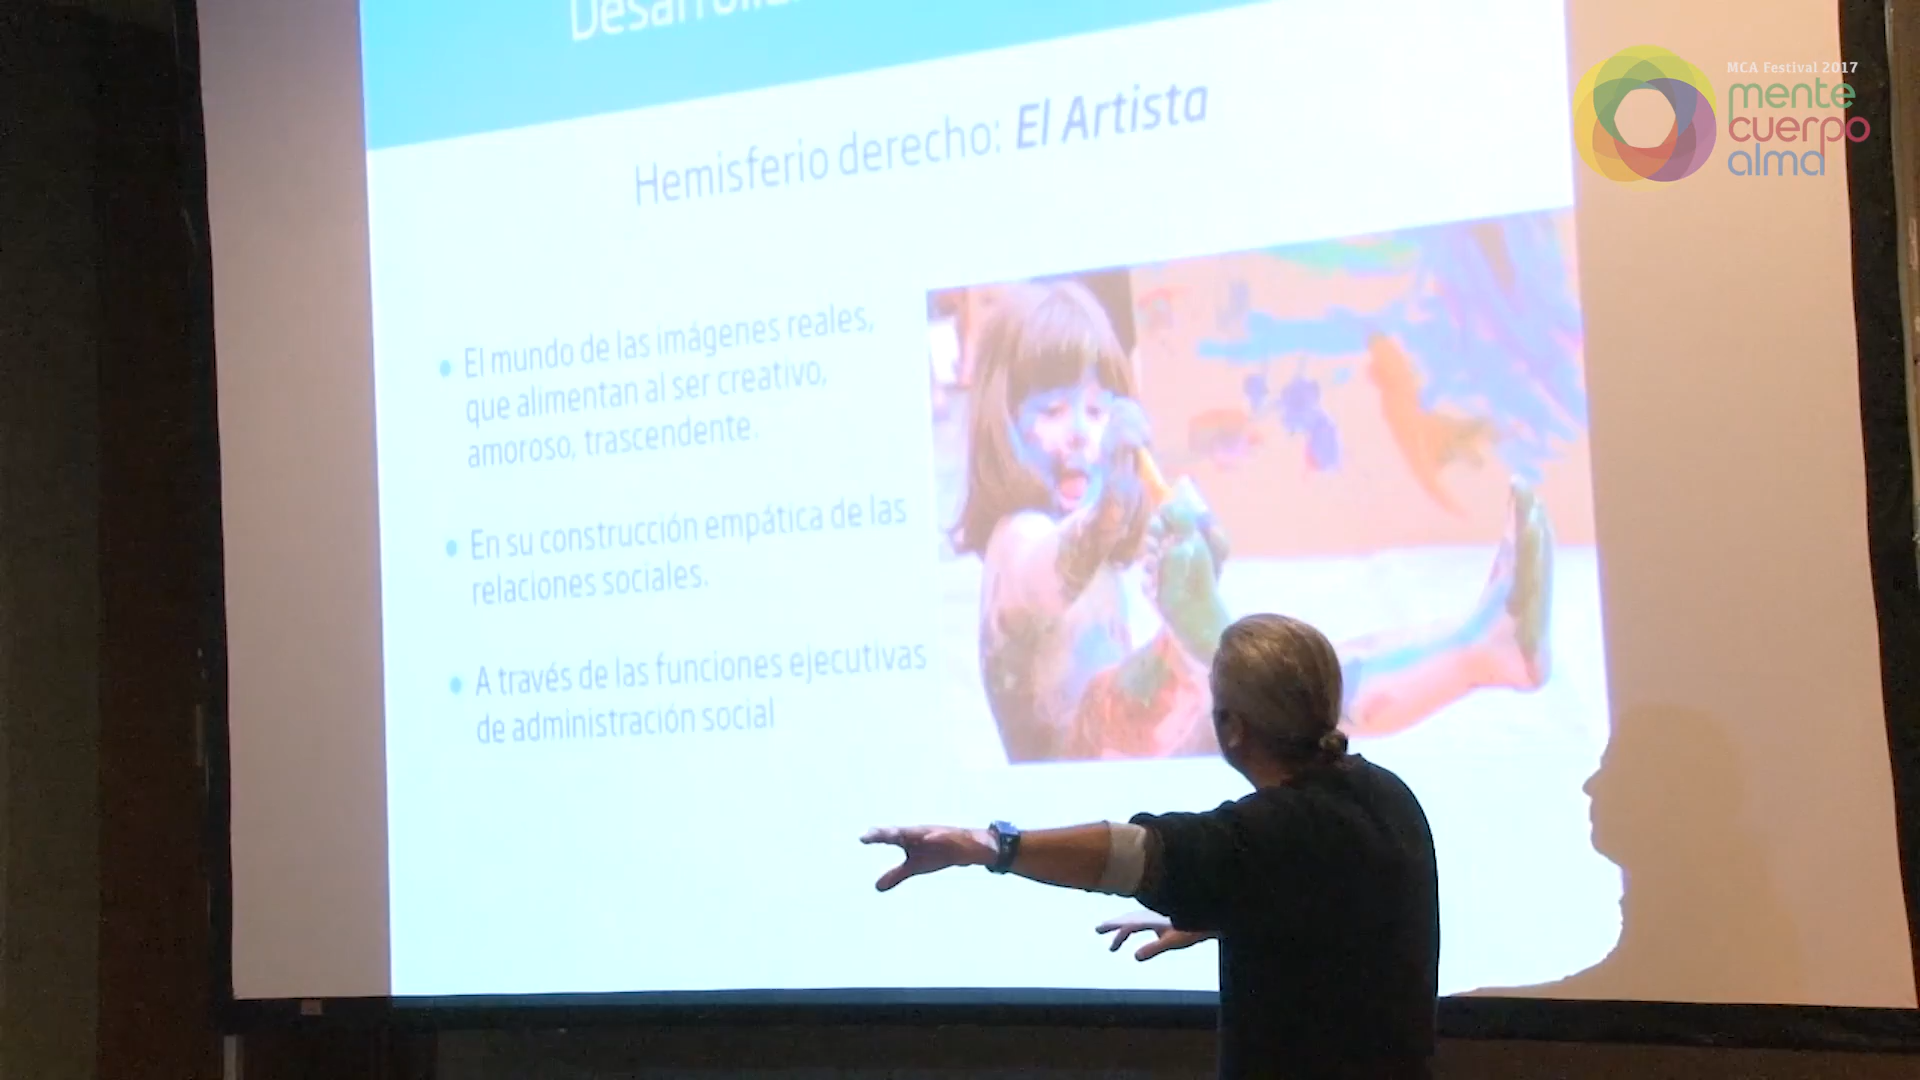 MCA Festival 2017
mente
cuerpo
alma
Hemisferio derecho: El Artista
El mundo de las imágenes reales,
que alimentan al ser creativo,
amoroso, trascendente.
En su construcción empática de las
relaciones sociales.
A través de las funciones ejecutivas
de administración social